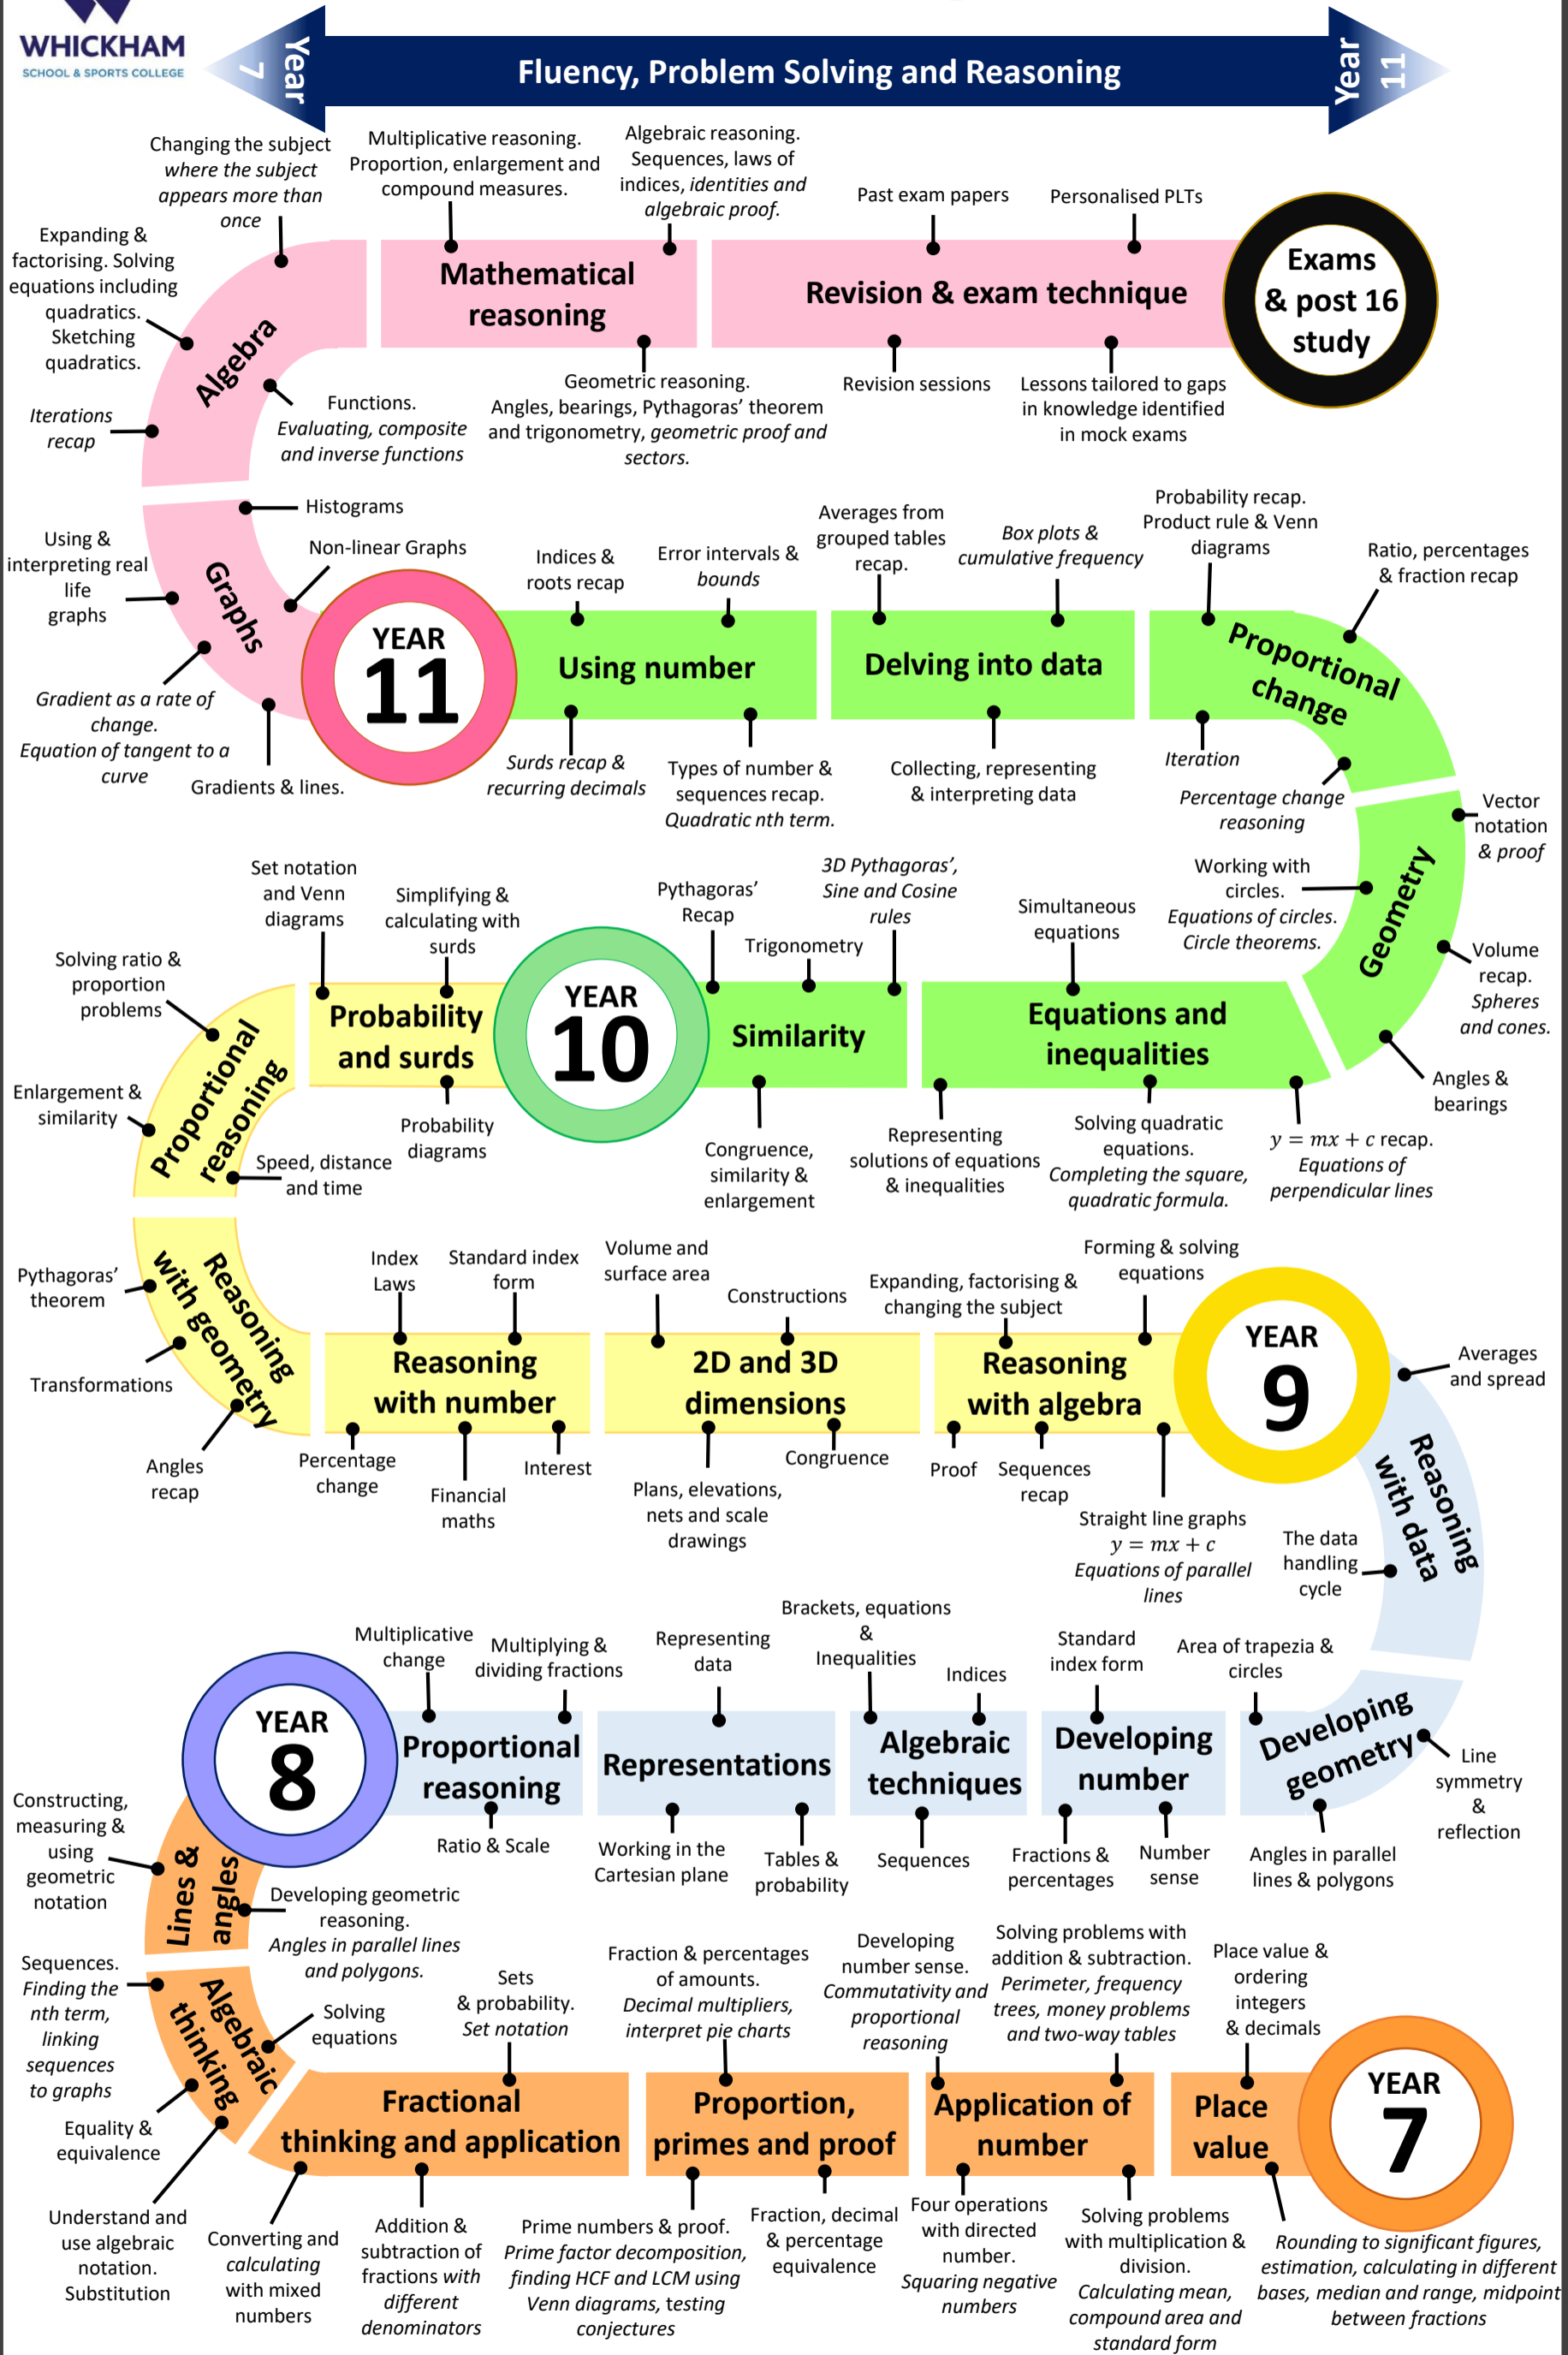 WHICKHAM
SCHOOL & SPORTS COLLEGE
Year
7
Fluency, Problem Solving and Reasoning
Year
11
Changing the subject
where the subject
appears more than
once
Multiplicative reasoning.
Proportion, enlargement and
compound measures.
Algebraic reasoning.
Sequences, laws of
indices, identities and
algebraic proof.
Past exam papers
Personalised PLTs
Expanding &
factorising. Solving
equations including
quadratics.
Sketching
quadratics.
Iterations
recap
Algebra
Mathematical
reasoning
Revision & exam technique
Exams
& post 16
study
Functions.
Evaluating, composite
and inverse functions
Geometric reasoning.
Angles, bearings, Pythagoras’ theorem
and trigonometry, geometric proof and
sectors.
Revision sessions
Lessons tailored to gaps
in knowledge identified
in mock exams
Histograms
Non-linear Graphs
Using &
interpreting real
life
graphs
Graphs
Gradient as a rate of
change.
Equation of tangent to a
curve
Gradients & lines.
YEAR
11
Indices &
roots recap
Error intervals &
bounds
Averages from
grouped tables
recap.
Box plots &
cumulative frequency
Probability recap.
Product rule & Venn
diagrams
Ratio, percentages
& fraction recap
Using number
Delving into data
Proportional
change
Surds recap &
recurring decimals
Types of number &
sequences recap.
Quadratic nth term.
Collecting, representing
& interpreting data
Iteration
Percentage change
reasoning
Vector
notation
& proof
Working with
circles.
Equations of circles.
Circle theorems.
Geometry
Volume
recap.
Spheres
and cones.
Angles &
bearings
Set notation
and Venn
diagrams
Simplifying &
calculating with
surds
Pythagoras’
Recap
Trigonometry
3D Pythagoras’,
Sine and Cosine
rules
Simultaneous
equations
Solving ratio &
proportion
problems
Enlargement &
similarity
Proportional
reasoning
Speed, distance
and time
Probability
and surds
Probability
diagrams
YEAR
10
Similarity
Equations and
inequalities
Congruence,
similarity &
enlargement
Representing
solutions of equations
& inequalities
Solving quadratic
equations.
Completing the square,
quadratic formula.
y = mx + c recap.
Equations of
perpendicular lines
Pythagoras’
theorem
Transformations
Angles
recap
Reasoning
with geometry
Index
Laws
Standard index
form
Volume and
surface area
Constructions
Expanding, factorising &
changing the subject
Forming & solving
equations
Reasoning
with number
2D and 3D
dimensions
Reasoning
with algebra
YEAR
9
Percentage
change
Financial
maths
Interest
Plans, elevations,
nets and scale
drawings
Congruence
Proof
Sequences
recap
Straight line graphs
y = mx + c
Equations of parallel
lines
Averages
and spread
Reasoning
with data
The data
handling
cycle
Multiplicative
change
Multiplying &
dividing fractions
Representing
data
Brackets, equations
&
Inequalities
Indices
Standard
index form
Area of trapezia &
circles
YEAR
8
Proportional
reasoning
Representations
Algebraic
techniques
Developing
number
Developing
geometry
Line
symmetry
&
reflection
Ratio & Scale
Working in the
Cartesian plane
Tables &
probability
Sequences
Fractions &
percentages
Number
sense
Angles in parallel
lines & polygons
Constructing,
measuring &
using
geometric
notation
Lines &
angles
Developing geometric
reasoning.
Angles in parallel lines
and polygons.
Sequences.
Finding the
nth term,
linking
sequences
to graphs
Algebraic
thinking
Solving
equations
Equality &
equivalence
Understand and
use algebraic
notation.
Substitution
Sets
& probability.
Set notation
Fraction & percentages
of amounts.
Decimal multipliers,
interpret pie charts
Developing
number sense.
Commutativity and
proportional
reasoning
Solving problems with
addition & subtraction.
Perimeter, frequency
trees, money problems
and two-way tables
Place value &
ordering
integers
& decimals
Fractional
thinking and application
Proportion,
primes and proof
Application of
number
Place
value
YEAR
7
Converting and
calculating
with mixed
numbers
Addition &
subtraction of
fractions with
different
denominators
Prime numbers & proof.
Prime factor decomposition,
finding HCF and LCM using
Venn diagrams, testing
conjectures
Fraction, decimal
& percentage
equivalence
Four operations
with directed
number.
Squaring negative
numbers
Solving problems
with multiplication &
division.
Calculating mean,
compound area and
standard form
Rounding to significant figures,
estimation, calculating in different
bases, median and range, midpoint
between fractions